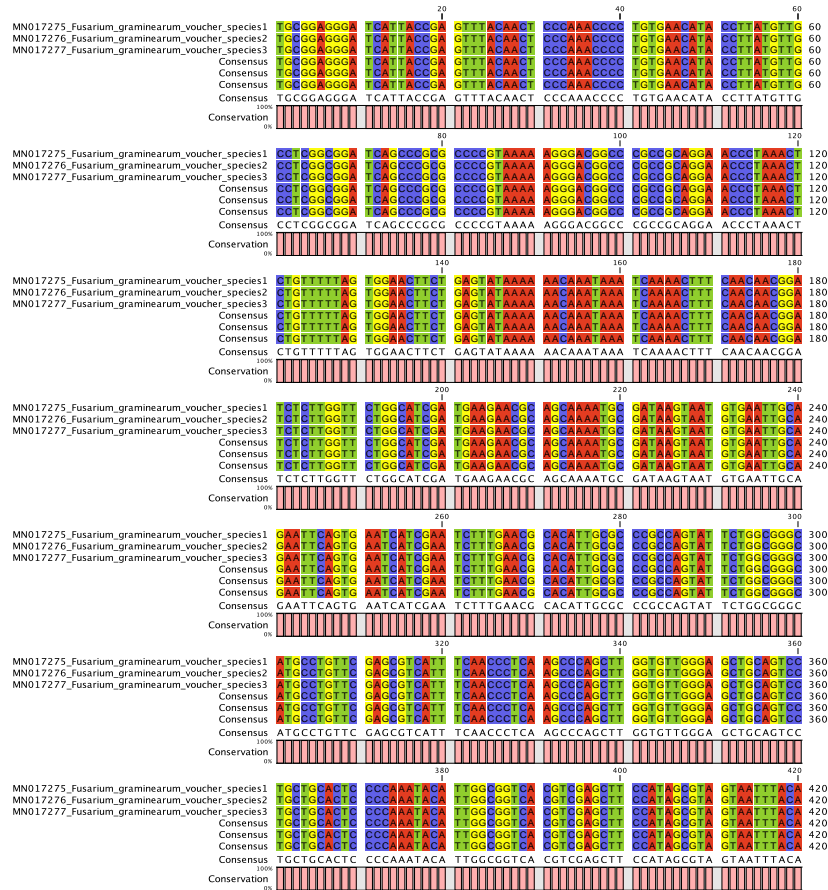 20 40 60
MN017275_Fusarium_graminearum_voucher_species1 TGCGGAGGGA TCATTACCGA GTTTACAACT CCCAAACCCC TGTGAACATA CCTTATGTTG 60
MN017276_Fusarium_graminearum_voucher_species2 TGCGGAGGGA TCATTACCGA GTTTACAACT CCCAAACCCC TGTGAACATA CCTTATGTTG 60
MN017277_Fusarium_graminearum_voucher_species3 TGCGGAGGGA TCATTACCGA GTTTACAACT CCCAAACCCC TGTGAACATA CCTTATGTTG 60
Consensus TGCGGAGGGA TCATTACCGA GTTTACAACT CCCAAACCCC TGTGAACATA CCTTATGTTG 60
Consensus TGCGGAGGGA TCATTACCGA GTTTACAACT CCCAAACCCC TGTGAACATA CCTTATGTTG 60
Consensus TGCGGAGGGA TCATTACCGA GTTTACAACT CCCAAACCCC TGTGAACATA CCTTATGTTG 60
Consensus TGCGGAGGGA TCATTACCGA GTTTACAACT CCCAAACCCC TGTGAACATA CCTTATGTTG
100%
Conservation
0%
80 100 120
MN017275_Fusarium_graminearum_voucher_species1 CCTCGGCGGA TCAGCCCGCG CCCCGTAAAA AGGGACGGCC CGCCGCAGGA ACCCTAAACT 120
MN017276_Fusarium_graminearum_voucher_species2 CCTCGGCGGA TCAGCCCGCG CCCCGTAAAA AGGGACGGCC CGCCGCAGGA ACCCTAAACT 120
MN017277_Fusarium_graminearum_voucher_species3 CCTCGGCGGA TCAGCCCGCG CCCCGTAAAA AGGGACGGCC CGCCGCAGGA ACCCTAAACT 120
Consensus CCTCGGCGGA TCAGCCCGCG CCCCGTAAAA AGGGACGGCC CGCCGCAGGA ACCCTAAACT 120
Consensus CCTCGGCGGA TCAGCCCGCG CCCCGTAAAA AGGGACGGCC CGCCGCAGGA ACCCTAAACT 120
Consensus CCTCGGCGGA TCAGCCCGCG CCCCGTAAAA AGGGACGGCC CGCCGCAGGA ACCCTAAACT 120
Consensus CCTCGGCGGA TCAGCCCGCG CCCCGTAAAA AGGGACGGCC CGCCGCAGGA ACCCTAAACT
100%
Conservation
0%
140 160 180
MN017275_Fusarium_graminearum_voucher_species1 CTGTTTTTAG TGGAACTTCT GAGTATAAAA AACAAATAAA TCAAAACTTT CAACAACGGA 180
MN017276_Fusarium_graminearum_voucher_species2 CTGTTTTTAG TGGAACTTCT GAGTATAAAA AACAAATAAA TCAAAACTTT CAACAACGGA 180
MN017277_Fusarium_graminearum_voucher_species3 CTGTTTTTAG TGGAACTTCT GAGTATAAAA AACAAATAAA TCAAAACTTT CAACAACGGA 180
Consensus CTGTTTTTAG TGGAACTTCT GAGTATAAAA AACAAATAAA TCAAAACTTT CAACAACGGA 180
Consensus CTGTTTTTAG TGGAACTTCT GAGTATAAAA AACAAATAAA TCAAAACTTT CAACAACGGA 180
Consensus CTGTTTTTAG TGGAACTTCT GAGTATAAAA AACAAATAAA TCAAAACTTT CAACAACGGA 180
Consensus CTGTTTTTAG TGGAACTTCT GAGTATAAAA AACAAATAAA TCAAAACTTT CAACAACGGA
100%
Conservation
0%
200 220 240
MN017275_Fusarium_graminearum_voucher_species1 TCTCTTGGTT CTGGCATCGA TGAAGAACGC AGCAAAATGC GATAAGTAAT GTGAATTGCA 240
MN017276_Fusarium_graminearum_voucher_species2 TCTCTTGGTT CTGGCATCGA TGAAGAACGC AGCAAAATGC GATAAGTAAT GTGAATTGCA 240
MN017277_Fusarium_graminearum_voucher_species3 TCTCTTGGTT CTGGCATCGA TGAAGAACGC AGCAAAATGC GATAAGTAAT GTGAATTGCA 240
Consensus TCTCTTGGTT CTGGCATCGA TGAAGAACGC AGCAAAATGC GATAAGTAAT GTGAATTGCA 240
Consensus TCTCTTGGTT CTGGCATCGA TGAAGAACGC AGCAAAATGC GATAAGTAAT GTGAATTGCA 240
Consensus TCTCTTGGTT CTGGCATCGA TGAAGAACGC AGCAAAATGC GATAAGTAAT GTGAATTGCA 240
Consensus TCTCTTGGTT CTGGCATCGA TGAAGAACGC AGCAAAATGC GATAAGTAAT GTGAATTGCA
100%
Conservation
0%
260 280 300
MN017275_Fusarium_graminearum_voucher_species1 GAATTCAGTG AATCATCGAA TCTTTGAACG CACATTGCGC CCGCCAGTAT TCTGGCGGGC 300
MN017276_Fusarium_graminearum_voucher_species2 GAATTCAGTG AATCATCGAA TCTTTGAACG CACATTGCGC CCGCCAGTAT TCTGGCGGGC 300
MN017277_Fusarium_graminearum_voucher_species3 GAATTCAGTG AATCATCGAA TCTTTGAACG CACATTGCGC CCGCCAGTAT TCTGGCGGGC 300
Consensus GAATTCAGTG AATCATCGAA TCTTTGAACG CACATTGCGC CCGCCAGTAT TCTGGCGGGC 300
Consensus GAATTCAGTG AATCATCGAA TCTTTGAACG CACATTGCGC CCGCCAGTAT TCTGGCGGGC 300
Consensus GAATTCAGTG AATCATCGAA TCTTTGAACG CACATTGCGC CCGCCAGTAT TCTGGCGGGC 300
Consensus GAATTCAGTG AATCATCGAA TCTTTGAACG CACATTGCGC CCGCCAGTAT TCTGGCGGGC
100%
Conservation
0%
320 340 360
MN017275_Fusarium_graminearum_voucher_species1 ATGCCTGTTC GAGCGTCATT TCAACCCTCA AGCCCAGCTT GGTGTTGGGA GCTGCAGTCC 360
MN017276_Fusarium_graminearum_voucher_species2 ATGCCTGTTC GAGCGTCATT TCAACCCTCA AGCCCAGCTT GGTGTTGGGA GCTGCAGTCC 360
MN017277_Fusarium_graminearum_voucher_species3 ATGCCTGTTC GAGCGTCATT TCAACCCTCA AGCCCAGCTT GGTGTTGGGA GCTGCAGTCC 360
Consensus ATGCCTGTTC GAGCGTCATT TCAACCCTCA AGCCCAGCTT GGTGTTGGGA GCTGCAGTCC 360
Consensus ATGCCTGTTC GAGCGTCATT TCAACCCTCA AGCCCAGCTT GGTGTTGGGA GCTGCAGTCC 360
Consensus ATGCCTGTTC GAGCGTCATT TCAACCCTCA AGCCCAGCTT GGTGTTGGGA GCTGCAGTCC 360
Consensus ATGCCTGTTC GAGCGTCATT TCAACCCTCA AGCCCAGCTT GGTGTTGGGA GCTGCAGTCC
100%
Conservation
0%
380 400 420
MN017275_Fusarium_graminearum_voucher_species1 TGCTGCACTC CCCAAATACA TTGGCGGTCA CGTCGAGCTT CCATAGCGTA GTAATTTACA 420
MN017276_Fusarium_graminearum_voucher_species2 TGCTGCACTC CCCAAATACA TTGGCGGTCA CGTCGAGCTT CCATAGCGTA GTAATTTACA 420
MN017277_Fusarium_graminearum_voucher_species3 TGCTGCACTC CCCAAATACA TTGGCGGTCA CGTCGAGCTT CCATAGCGTA GTAATTTACA 420
Consensus TGCTGCACTC CCCAAATACA TTGGCGGTCA CGTCGAGCTT CCATAGCGTA GTAATTTACA 420
Consensus TGCTGCACTC CCCAAATACA TTGGCGGTCA CGTCGAGCTT CCATAGCGTA GTAATTTACA 420
Consensus TGCTGCACTC CCCAAATACA TTGGCGGTCA CGTCGAGCTT CCATAGCGTA GTAATTTACA 420
Consensus TGCTGCACTC CCCAAATACA TTGGCGGTCA CGTCGAGCTT CCATAGCGTA GTAATTTACA
100%
Conservation
0%